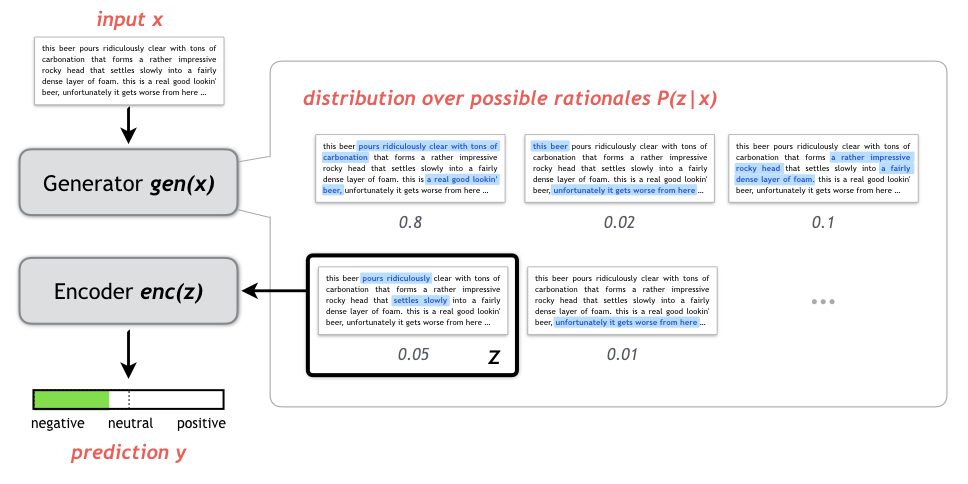 input x
this beer pours ridiculously clear with tons of
carbonation that forms a rather impressive
rocky head that settles slowly into a fairly
dense layer of foam. this is a real good lookin'
beer, unfortunately it gets worse from here ...
Generator gen(x)
Encoder enc(z)
negative neutral positive
prediction y
distribution over possible rationales P(z|x)
this beer pours ridiculously clear with tons of
carbonation that forms a rather impressive
rocky head that settles slowly into a fairly
dense layer of foam. this is a real good lookin'
beer, unfortunately it gets worse from here ...
0.8
this beer pours ridiculously clear with tons of
carbonation that forms a rather impressive
rocky head that settles slowly into a fairly
dense layer of foam. this is a real good lookin'
beer, unfortunately it gets worse from here ...
0.02
this beer pours ridiculously clear with tons of
carbonation that forms a rather impressive
rocky head that settles slowly into a fairly
dense layer of foam. this is a real good lookin'
beer, unfortunately it gets worse from here ...
0.1
this beer pours ridiculously clear with tons of
carbonation that forms a rather impressive
rocky head that settles slowly into a fairly
dense layer of foam. this is a real good lookin'
beer, unfortunately it gets worse from here ...
0.05 z
this beer pours ridiculously clear with tons of
carbonation that forms a rather impressive
rocky head that settles slowly into a fairly
dense layer of foam. this is a real good lookin'
beer, unfortunately it gets worse from here ...
0.01
...